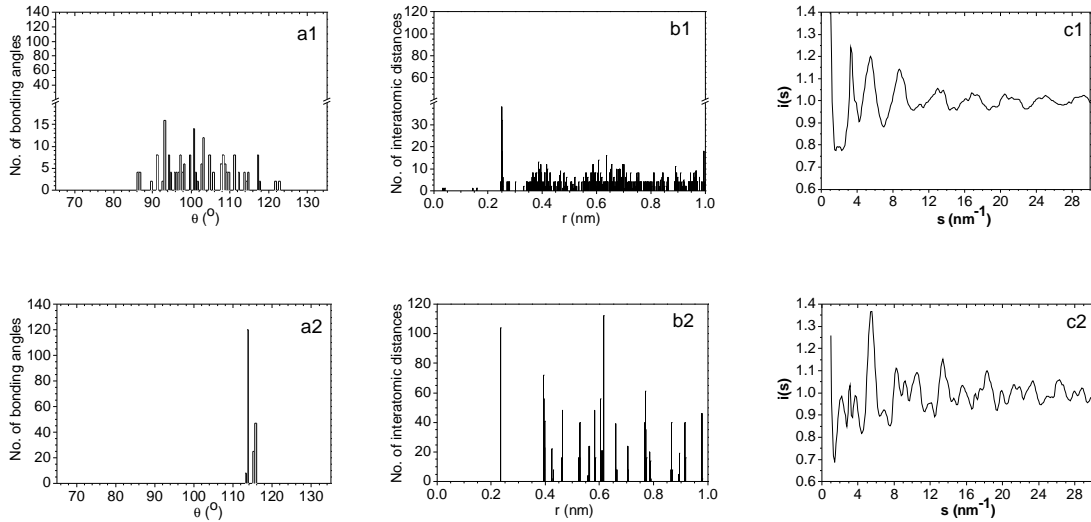 a1
No. of bonding angles
140
120
100
80
60
40
15
10
5
0
70 80 90 100 110 120 130
θ (°)
b1
No. of interatomic distances
120
100
80
60
40
30
20
10
0
0.0 0.2 0.4 0.6 0.8 1.0
r (nm)
c1
i(s)
1.4
1.3
1.2
1.1
1.0
0.9
0.8
0.7
0.6
0 4 8 12 16 20 24 28
s (nm⁻¹)
a2
No. of bonding angles
140
120
100
80
60
40
20
0
70 80 90 100 110 120 130
θ (°)
b2
No. of interatomic distances
120
100
80
60
40
20
0
0.0 0.2 0.4 0.6 0.8 1.0
r (nm)
c2
i(s)
1.4
1.3
1.2
1.1
1.0
0.9
0.8
0.7
0.6
0 4 8 12 16 20 24 28
s (nm⁻¹)